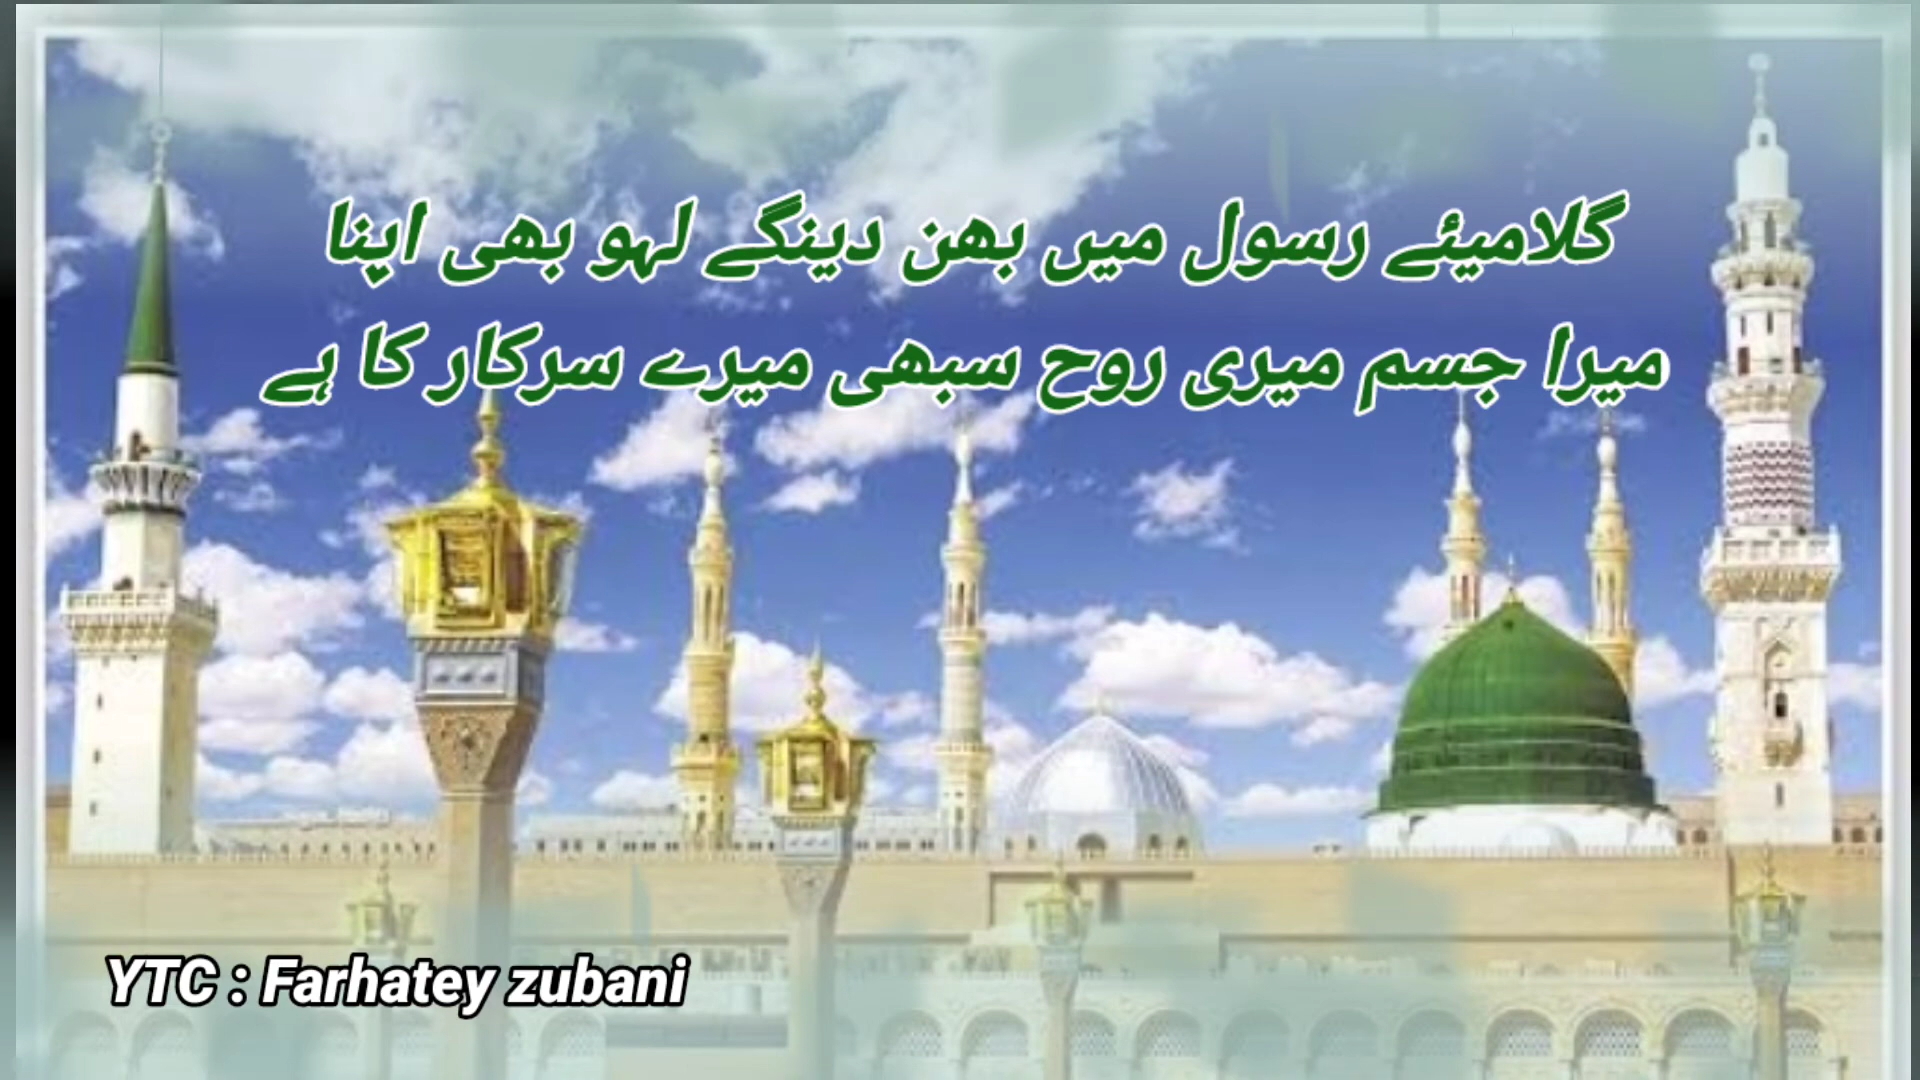 گلامیئے رسول میں بھن دینگے لہو بھی اپنا
میرا جسم میری روح سبھی میرے سرکار کا ہے
YTC : Farhatey zubani